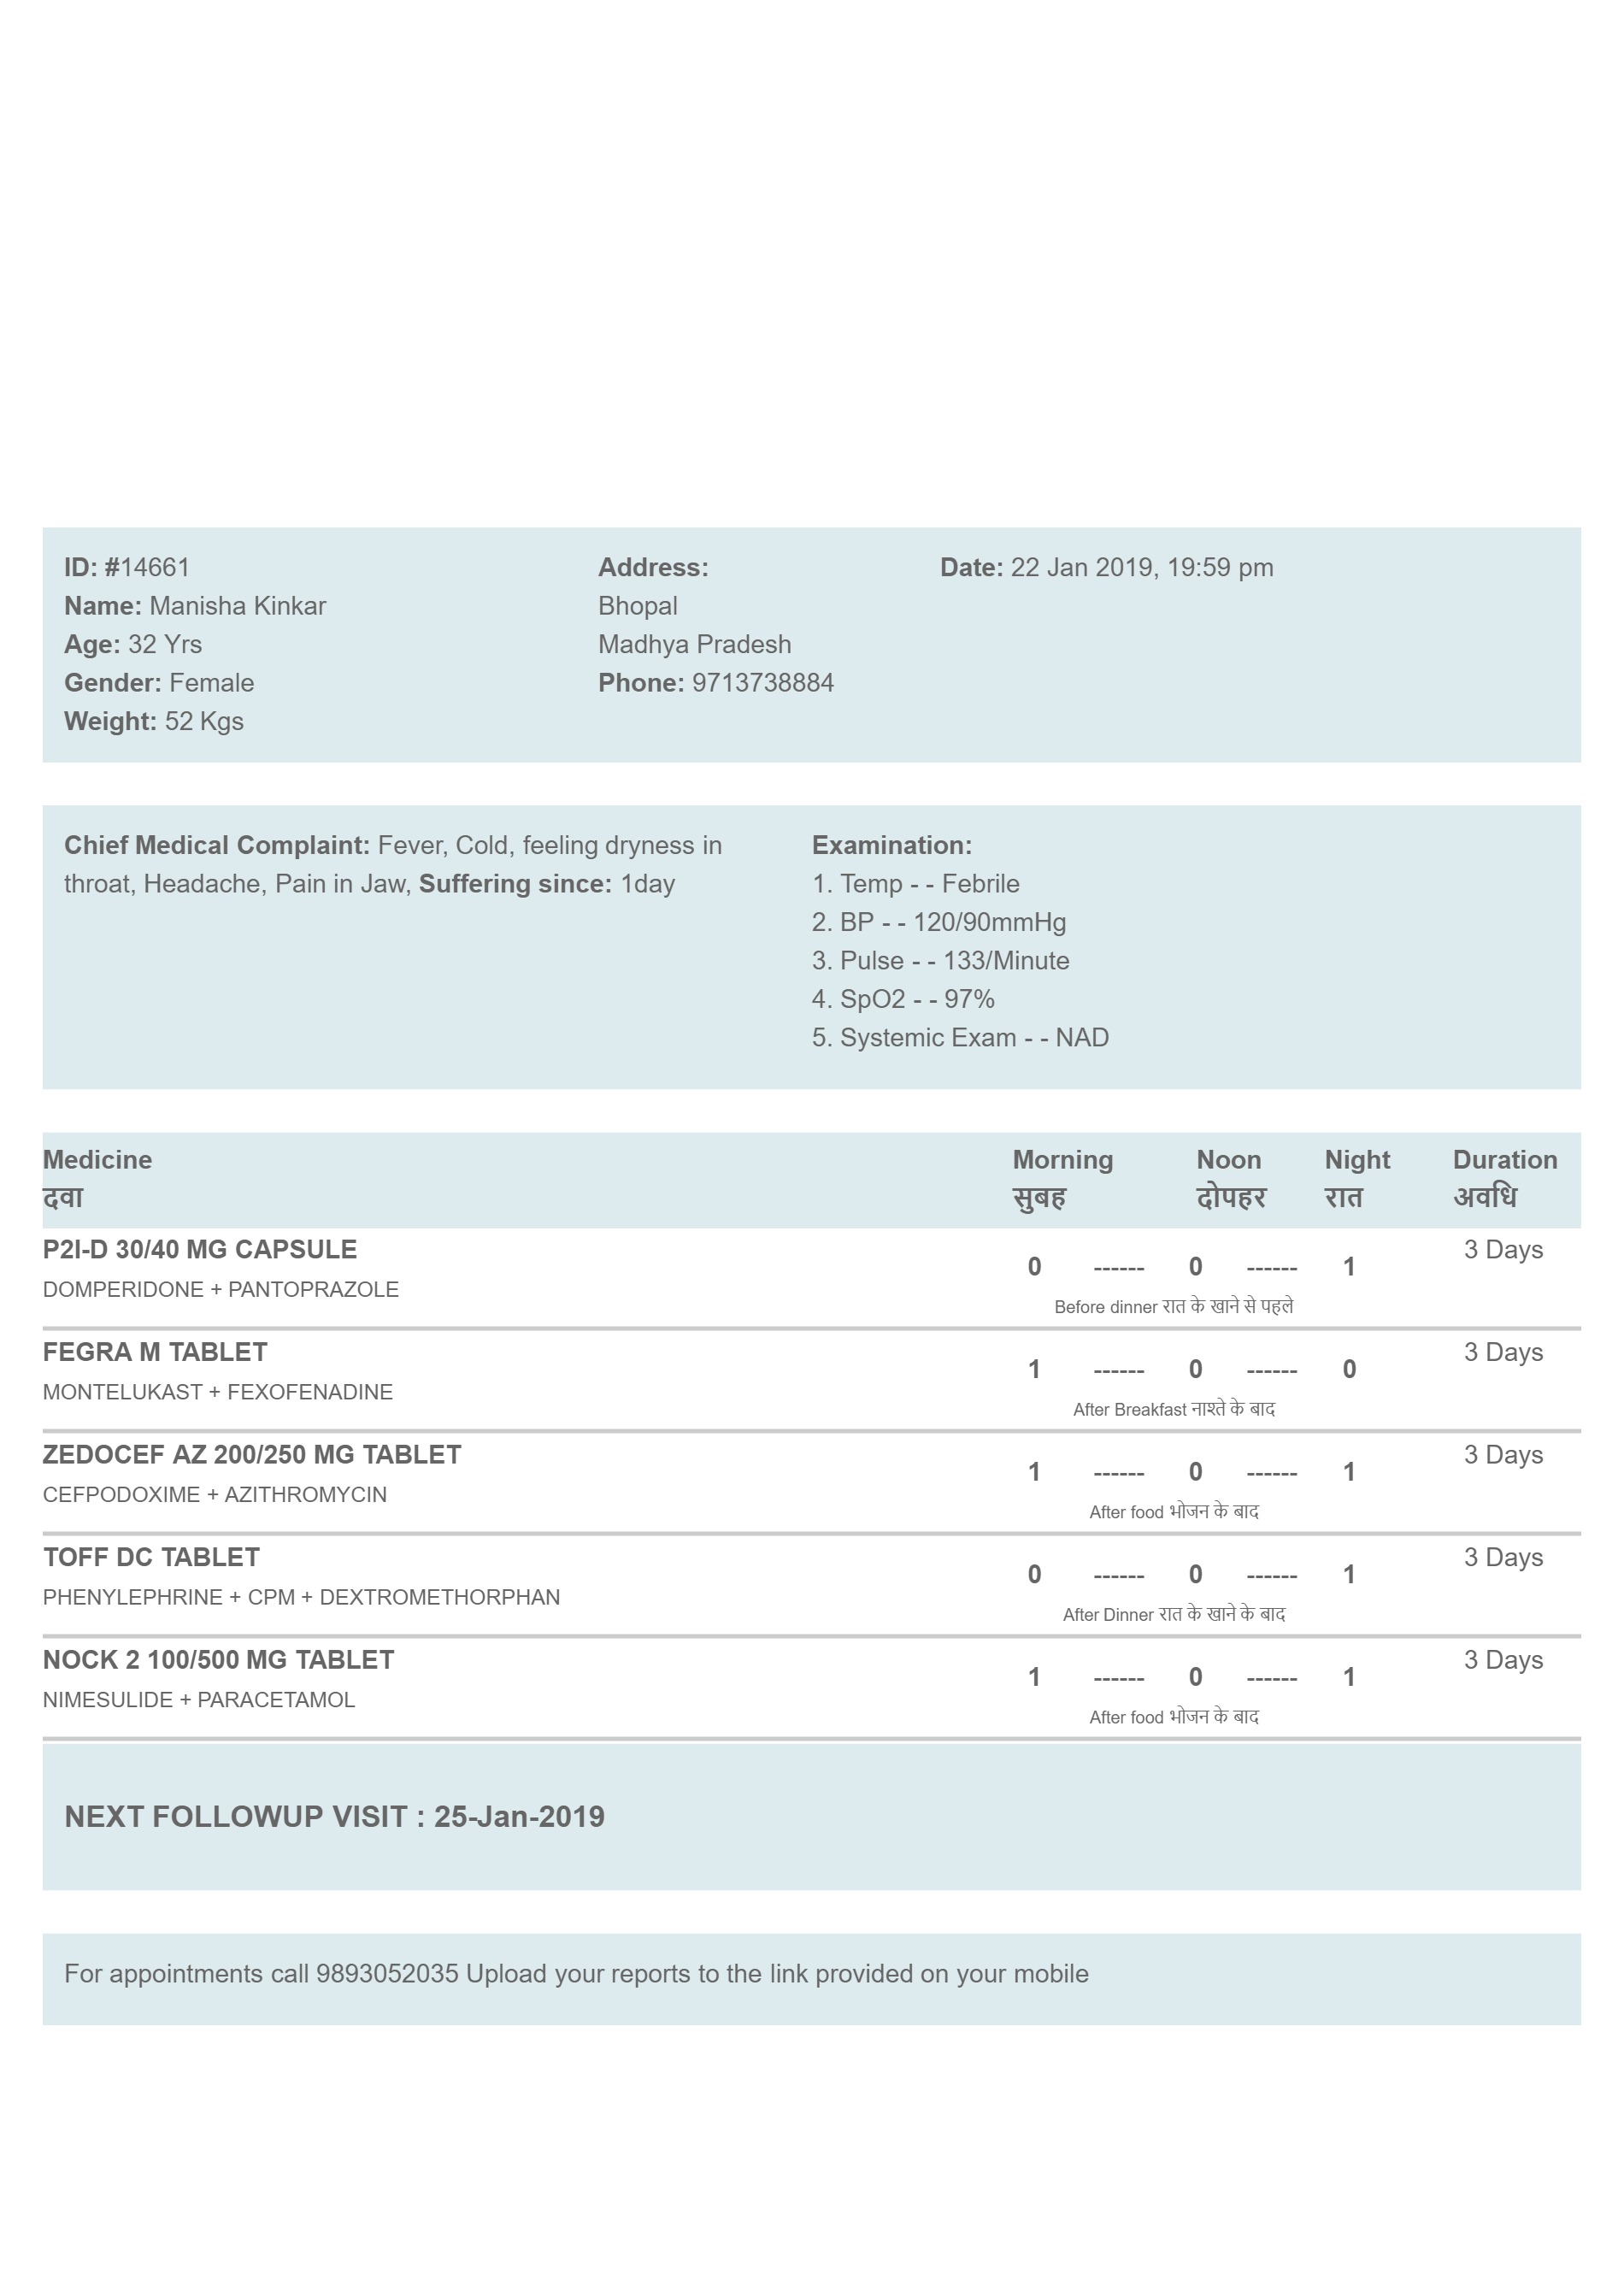 ID: #14661
Name: Manisha Kinkar
Age: 32 Yrs
Gender: Female
Weight: 52 Kgs
Address:
Bhopal
Madhya Pradesh
Phone: 9713738884
Date: 22 Jan 2019, 19:59 pm
Chief Medical Complaint: Fever, Cold, feeling dryness in
throat, Headache, Pain in Jaw, Suffering since: 1day
Examination:
1. Temp - - Febrile
2. BP - - 120/90mmHg
3. Pulse - - 133/Minute
4. SpO2 - - 97%
5. Systemic Exam - - NAD
Medicine Morning Noon Night Duration
दवा सुबह दोपहर रात अवधि
P2I-D 30/40 MG CAPSULE 3 Days
0 ------ 0 ------ 1
DOMPERIDONE + PANTOPRAZOLE
Before dinner रात के खाने से पहले
FEGRA M TABLET 3 Days
1 ------ 0 ------ 0
MONTELUKAST + FEXOFENADINE
After Breakfast नाश्ते के बाद
ZEDOCEF AZ 200/250 MG TABLET 3 Days
1 ------ 0 ------ 1
CEFPODOXIME + AZITHROMYCIN
After food भोजन के बाद
TOFF DC TABLET 3 Days
0 ------ 0 ------ 1
PHENYLEPHRINE + CPM + DEXTROMETHORPHAN
After Dinner रात के खाने के बाद
NOCK 2 100/500 MG TABLET 3 Days
1 ------ 0 ------ 1
NIMESULIDE + PARACETAMOL
After food भोजन के बाद
NEXT FOLLOWUP VISIT : 25-Jan-2019
For appointments call 9893052035 Upload your reports to the link provided on your mobile